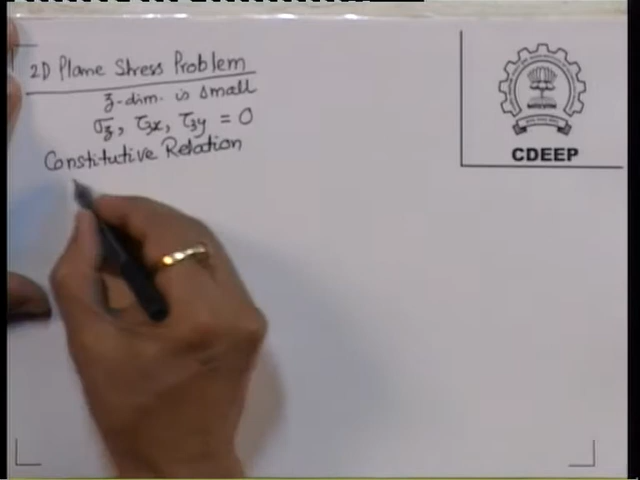 2D Plane Stress Problem
z-dim. is small
σz, τzx, τzy = 0
Constitutive Relation
CDEEP